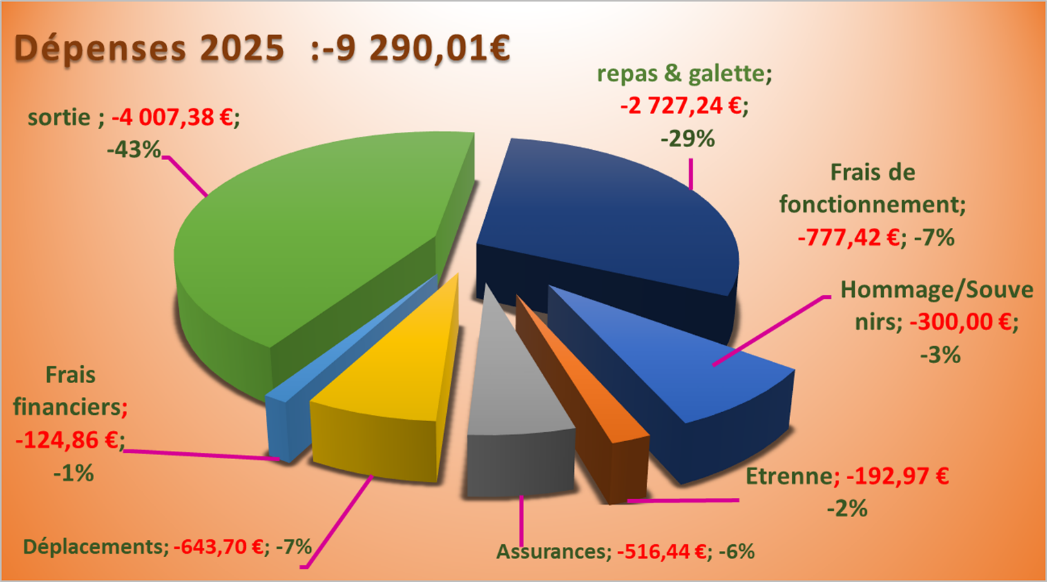 Dépenses 2025 :-9 290,01€
repas & galette;
-2 727,24 €;
-29%
sortie ; -4 007,38 €;
-43%
Frais de
fonctionnement;
-777,42 €; -7%
Hommage/Souve
nirs; -300,00 €;
-3%
Frais
financiers;
-124,86 €;
-1%
Etrenne; -192,97 €
-2%
Déplacements; -643,70 €; -7%
Assurances; -516,44 €; -6%